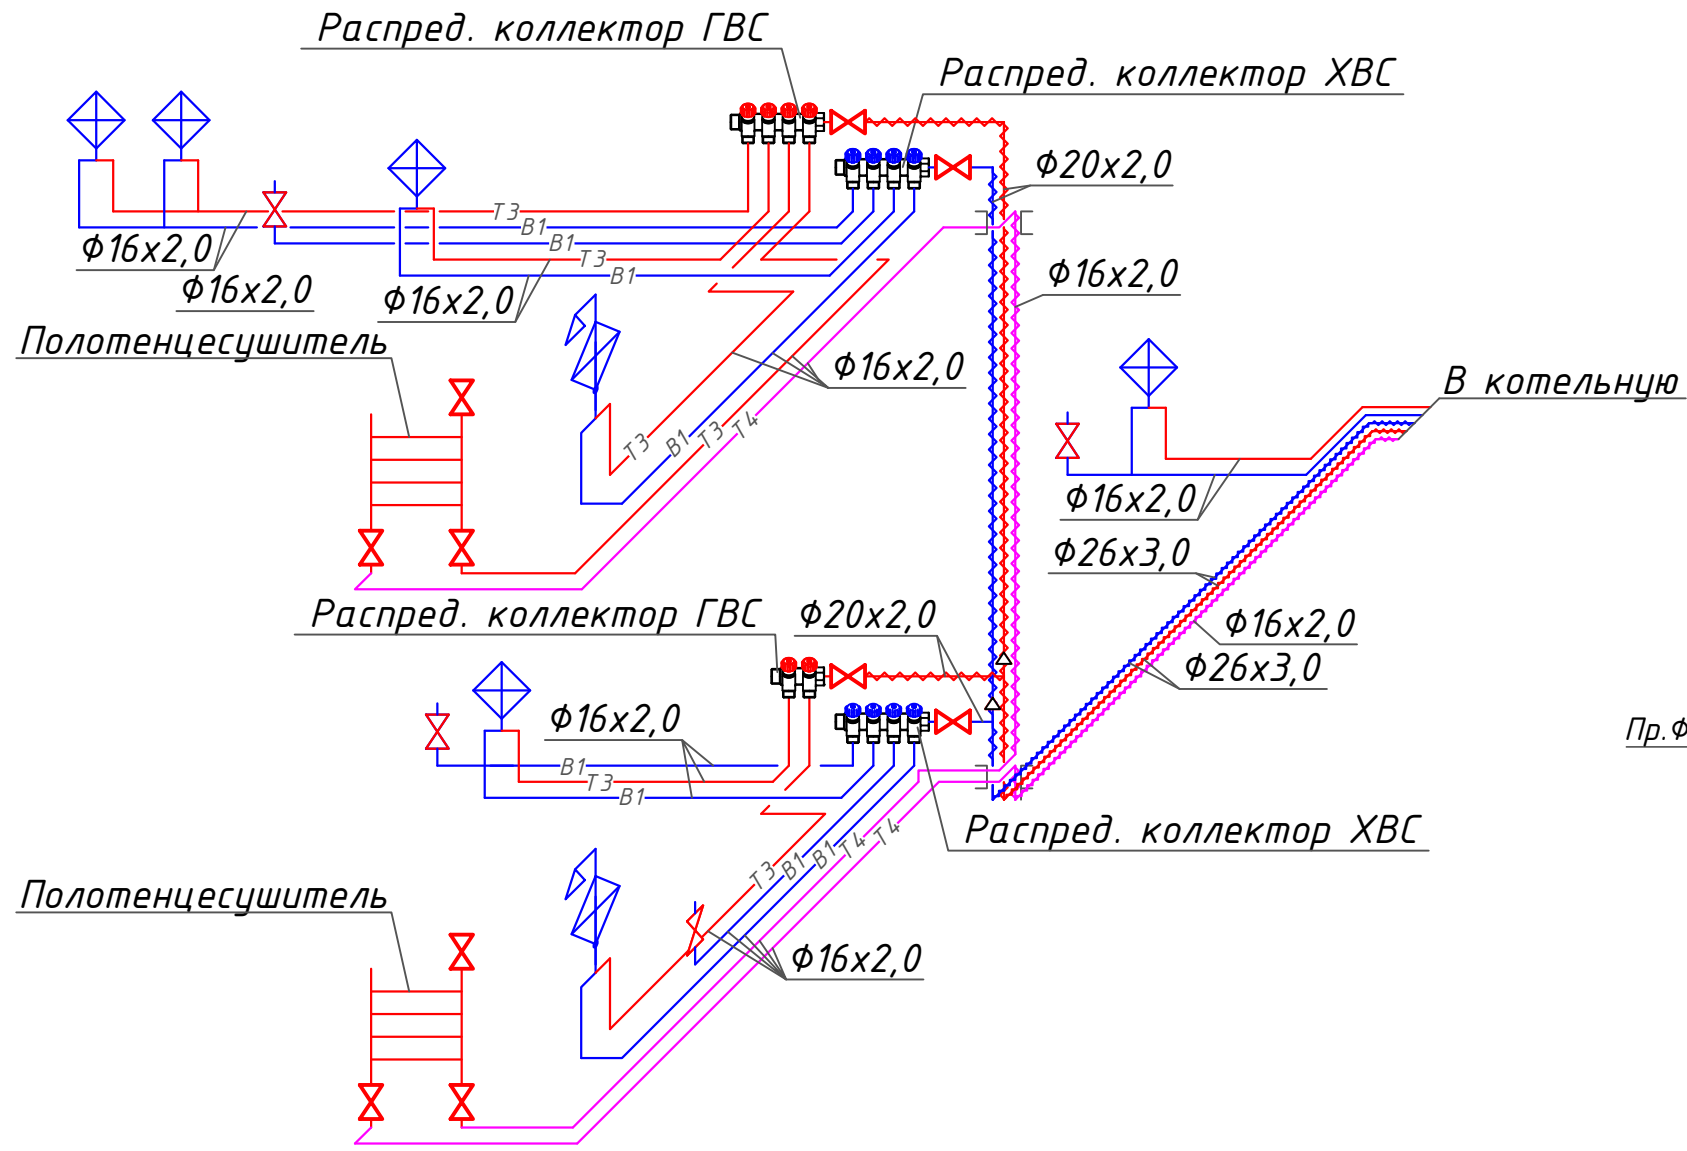 Распред. коллектор ГВС
Распред. коллектор ХВС
Ф20х2,0
Т3
В1
В1
Т3
В1
Ф16х2,0
Ф16х2,0
Ф16х2,0
Ф16х2,0
Полотенцесушитель
Ф16х2,0
В котельную
Т3
В1
Т3
Т4
Ф16х2,0
Ф26х3,0
Распред. коллектор ГВС
Ф20х2,0
Ф16х2,0
Ф26х3,0
Ф16х2,0
Пр.Ф
В1
Т3
В1
Распред. коллектор ХВС
Т3
В1
В1
Т4
Т4
Полотенцесушитель
Ф16х2,0